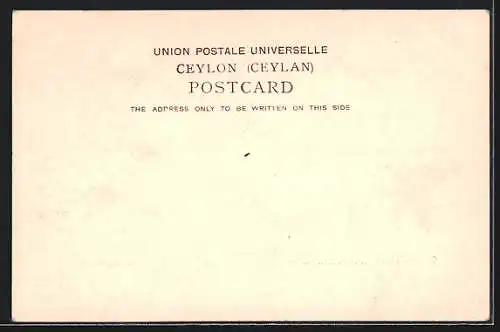 UNION POSTALE UNIVERSELLE
CEYLON (CEYLAN)
POSTCARD
THE ADDRESS ONLY TO BE WRITTEN ON THIS SIDE